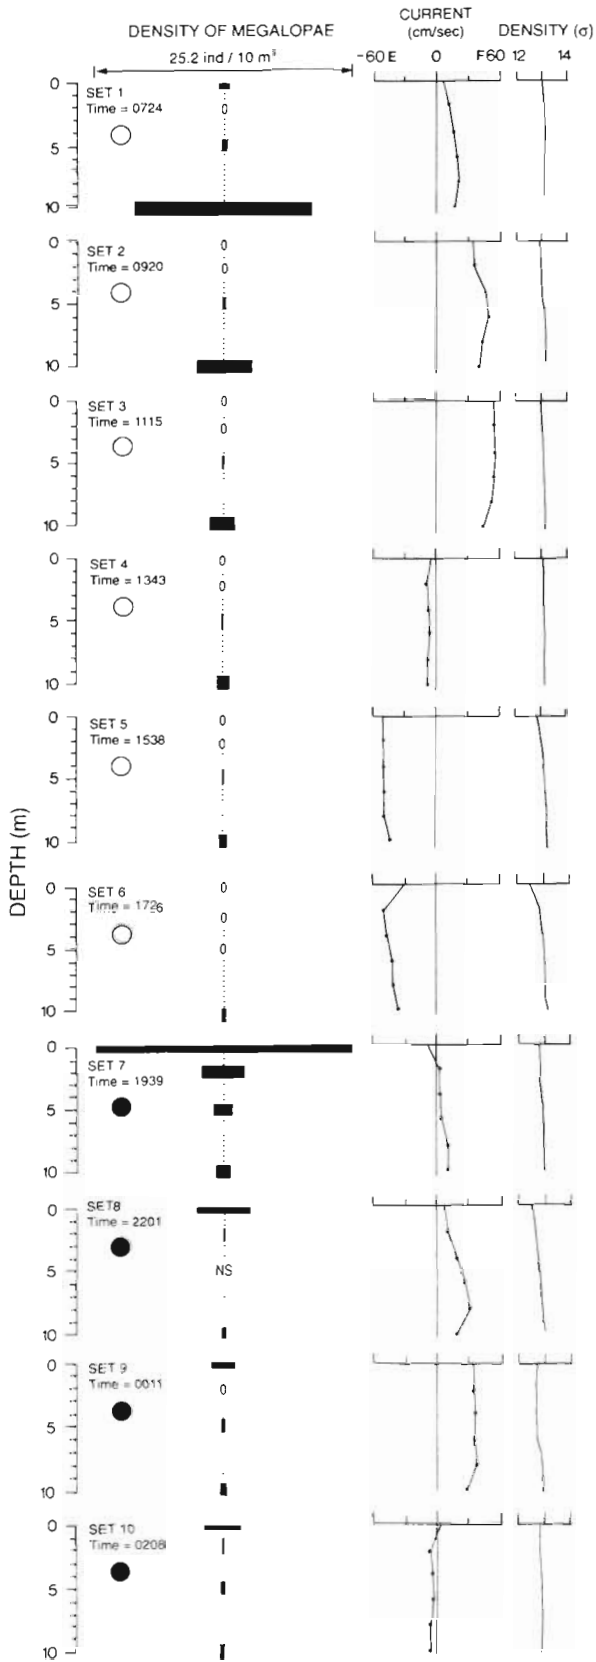 DENSITY OF MEGALOPAE
25.2 ind / 10 m³
CURRENT
(cm/sec)
-60 E 0 F 60
DENSITY (σ)
12 14
DEPTH (m)
0
5
10
SET 1
Time = 0724
0
0
5
10
SET 2
Time = 0920
0
0
0
5
10
SET 3
Time = 1115
0
0
0
5
10
SET 4
Time = 1343
0
0
0
5
10
SET 5
Time = 1538
0
0
0
5
10
SET 6
Time = 1726
0
0
0
0
5
10
SET 7
Time = 1939
0
5
10
SET8
Time = 2201
NS
0
5
10
SET 9
Time = 0011
0
0
5
10
SET 10
Time = 0208